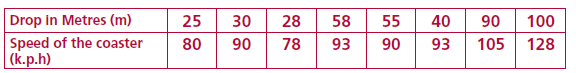 Drop in Metres (m) 25 30 28 58 55 40 90 100
Speed of the coaster 80 90 78 93 90 93 105 128
(k.p.h)